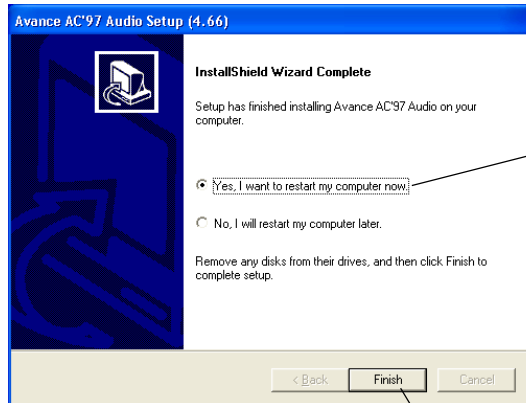 Avance AC'97 Audio Setup (4.66)
InstallShield Wizard Complete
Setup has finished installing Avance AC'97 Audio on your
computer.
Yes, I want to restart my computer now.
No, I will restart my computer later.
Remove any disks from their drives, and then click Finish to
complete setup.
< Back Finish Cancel